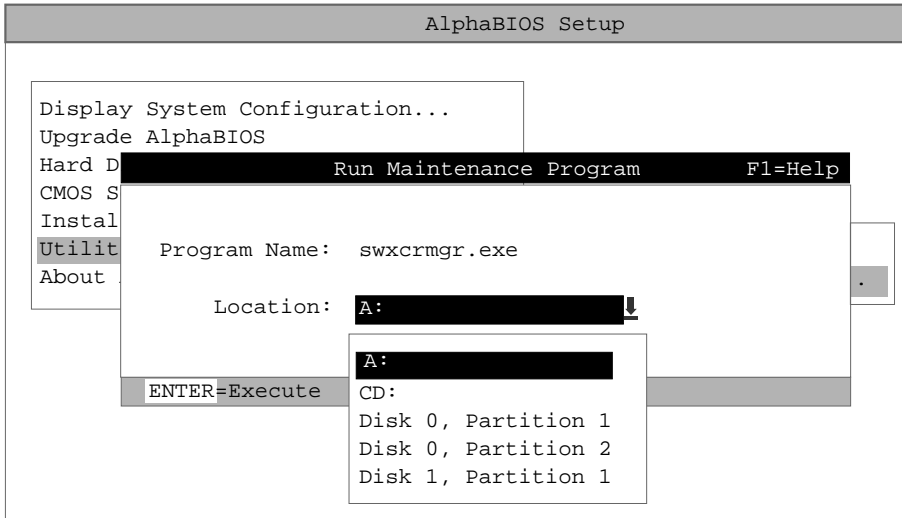 AlphaBIOS Setup
Display System Configuration...
Upgrade AlphaBIOS
Hard D
CMOS S
Instal
Utilit
About .
Run Maintenance Program F1=Help
Program Name: swxcrmgr.exe
Location: A:
A:
CD:
Disk 0, Partition 1
Disk 0, Partition 2
Disk 1, Partition 1
ENTER=Execute
.